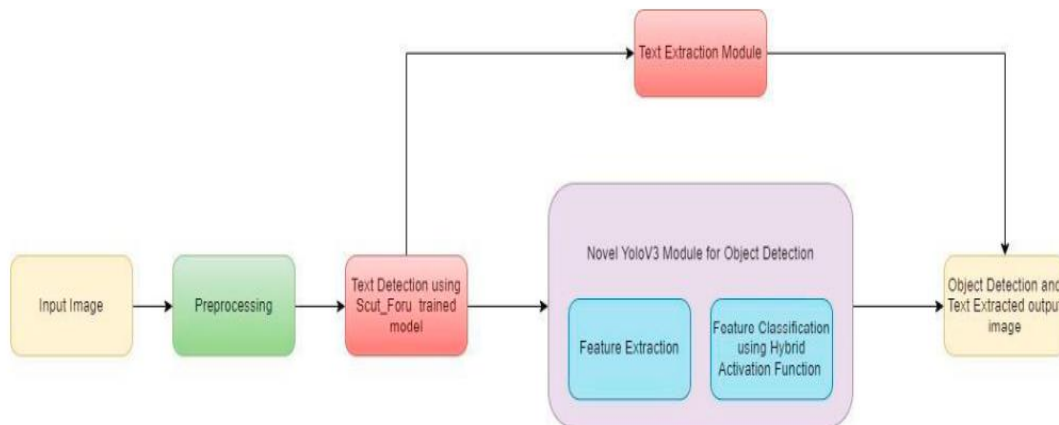 Text Extraction Module
Novel YoloV3 Module for Object Detection
Input Image
Preprocessing
Text Detection using
Scut_Foru trained
model
Feature Extraction
Feature Classification
using Hybrid
Activation Function
Object Detection and
Text Extracted output
image